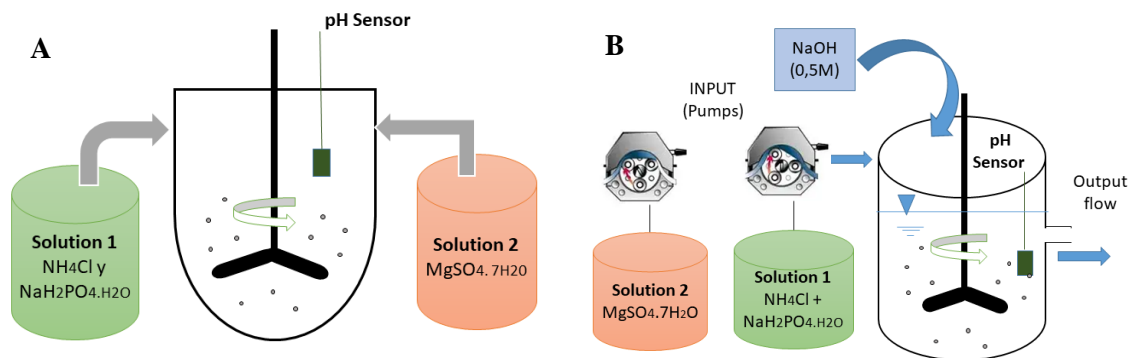 A
pH Sensor
Solution 1
NH4Cl y
NaH2PO4.H2O
Solution 2
MgSO4. 7H20
B
NaOH
(0,5M)
INPUT
(Pumps)
pH
Sensor
Output
flow
Solution 2
MgSO4.7H2O
Solution 1
NH4Cl +
NaH2PO4.H2O